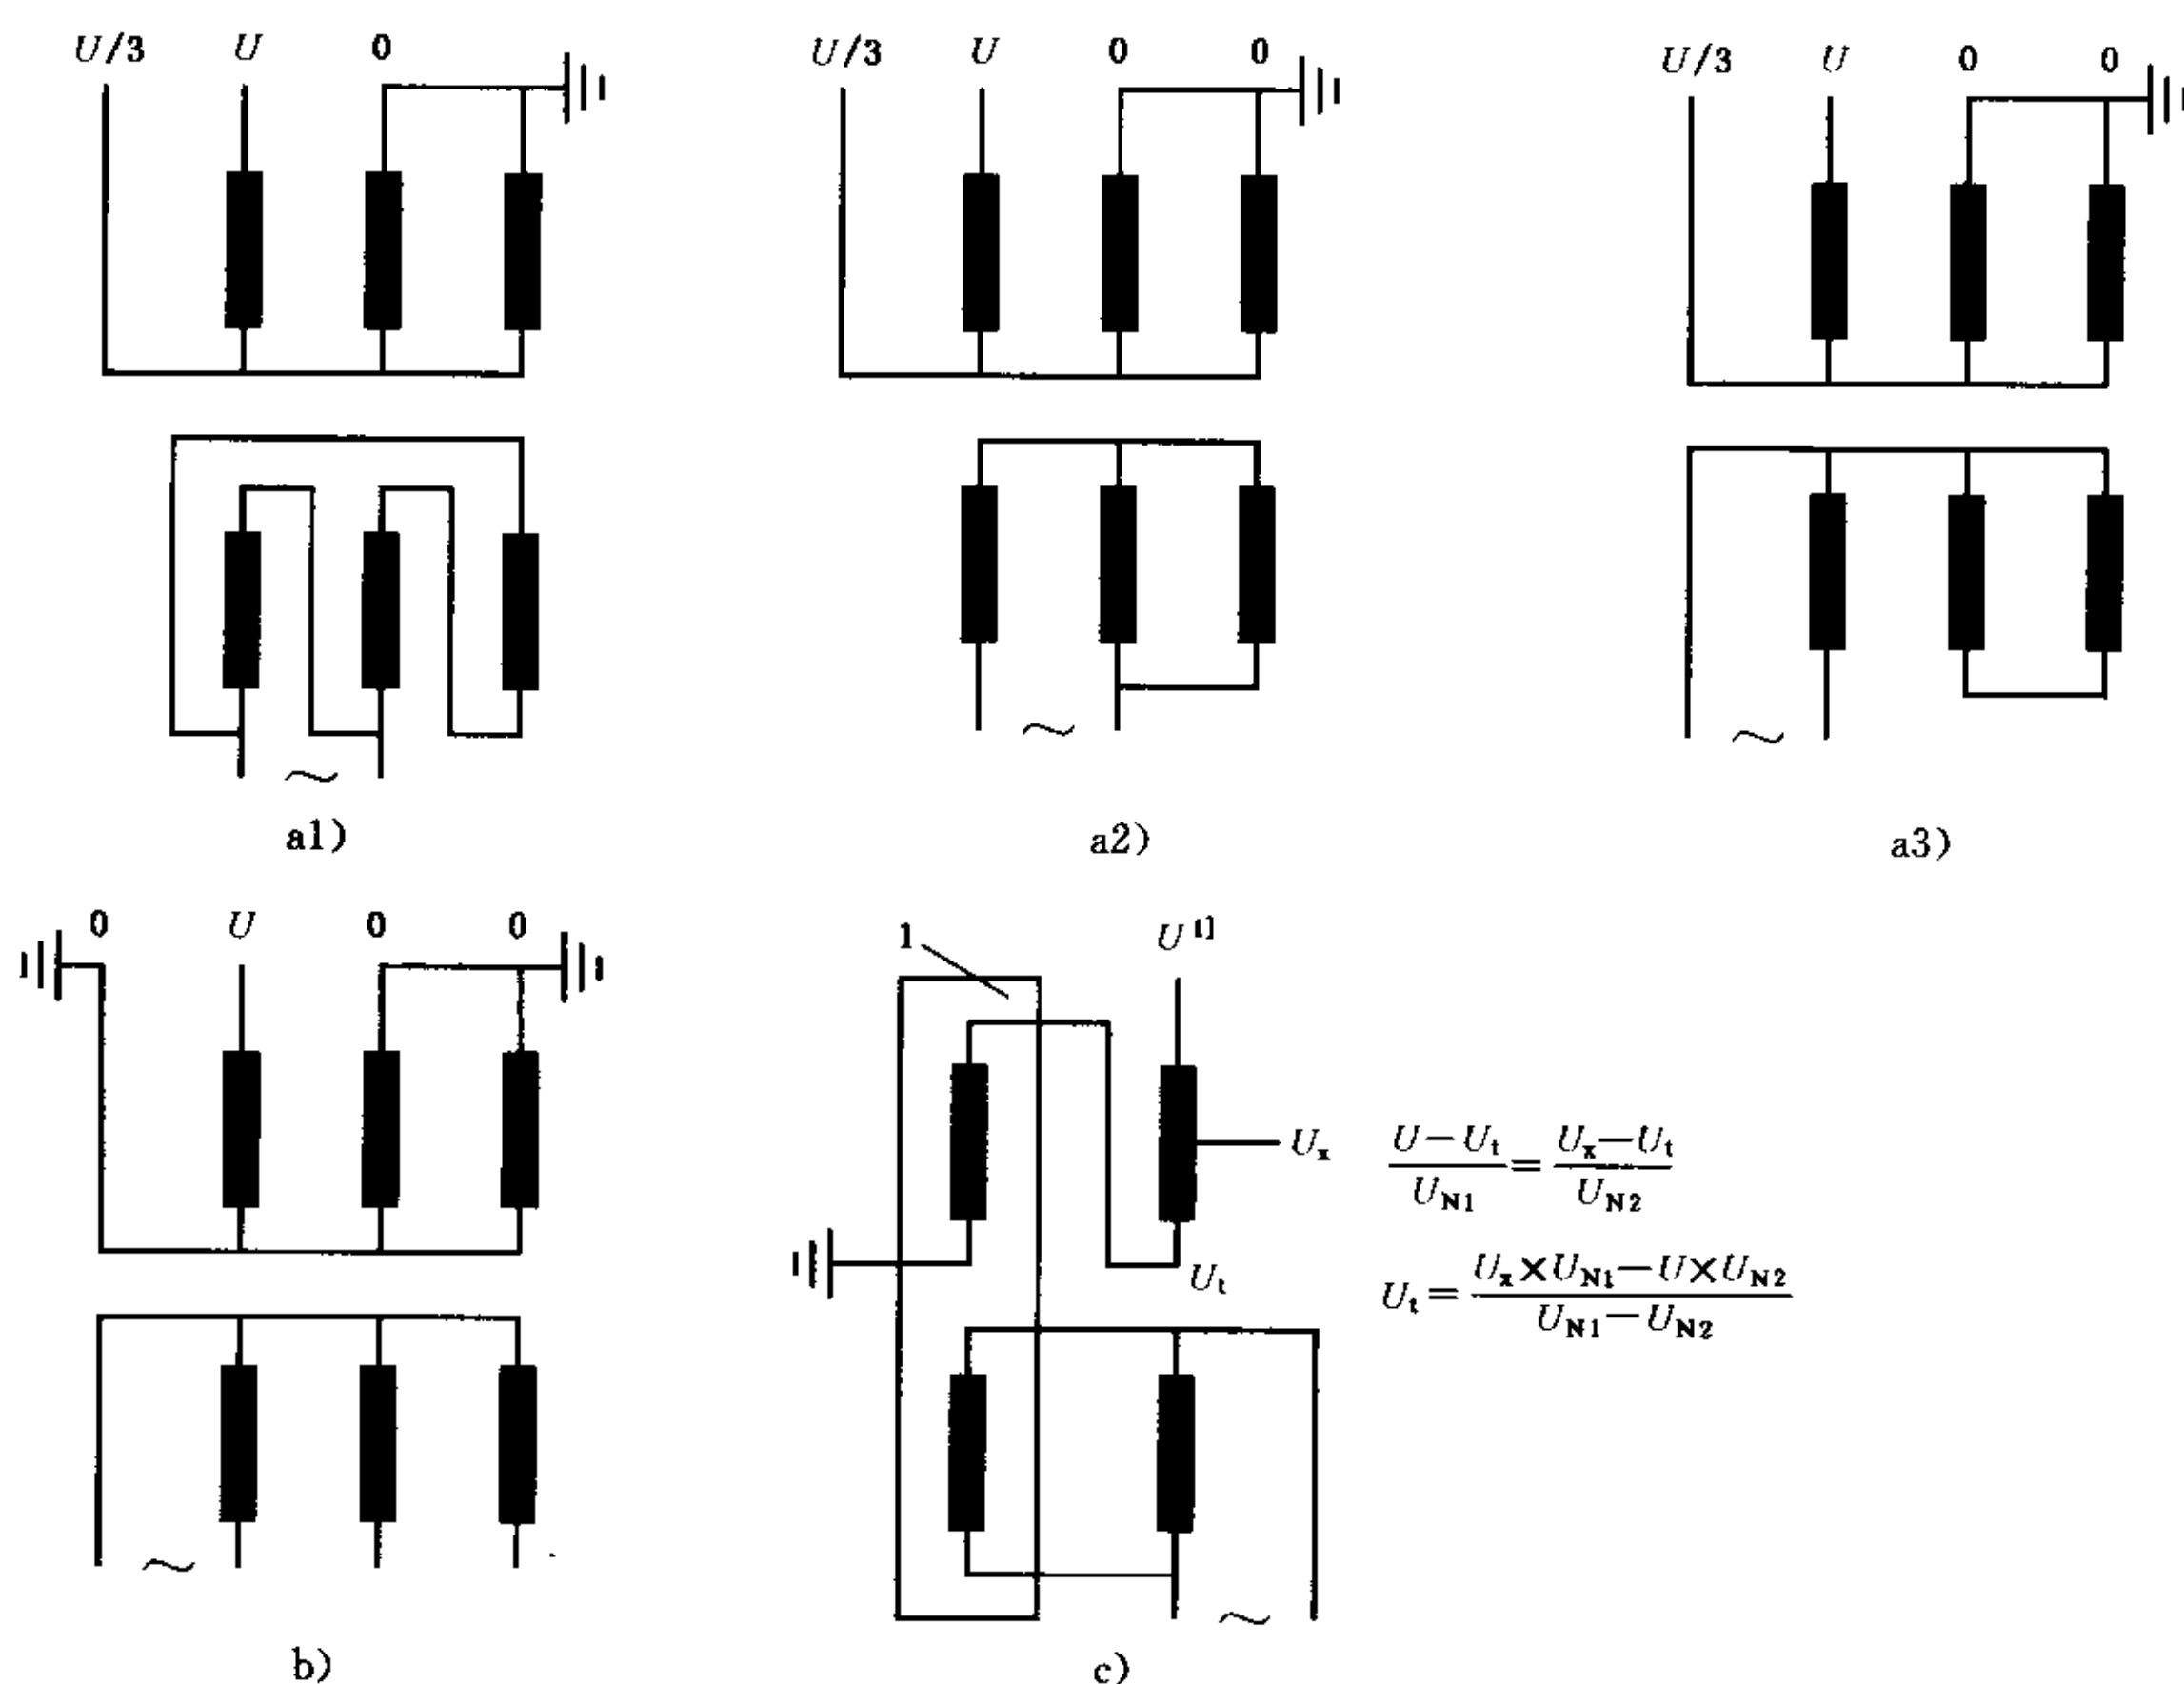 U/3 U 0
U/3 U 0 0
U/3 U 0 0
~
~
~
a1)
a2)
a3)
0 U 0 0
1
U 1]
U_x
U_t
(U-U_t)/U_N1 = (U_x-U_t)/U_N2
U_t = (U_x×U_N1-U×U_N2)/(U_N1-U_N2)
~
~
b)
c)